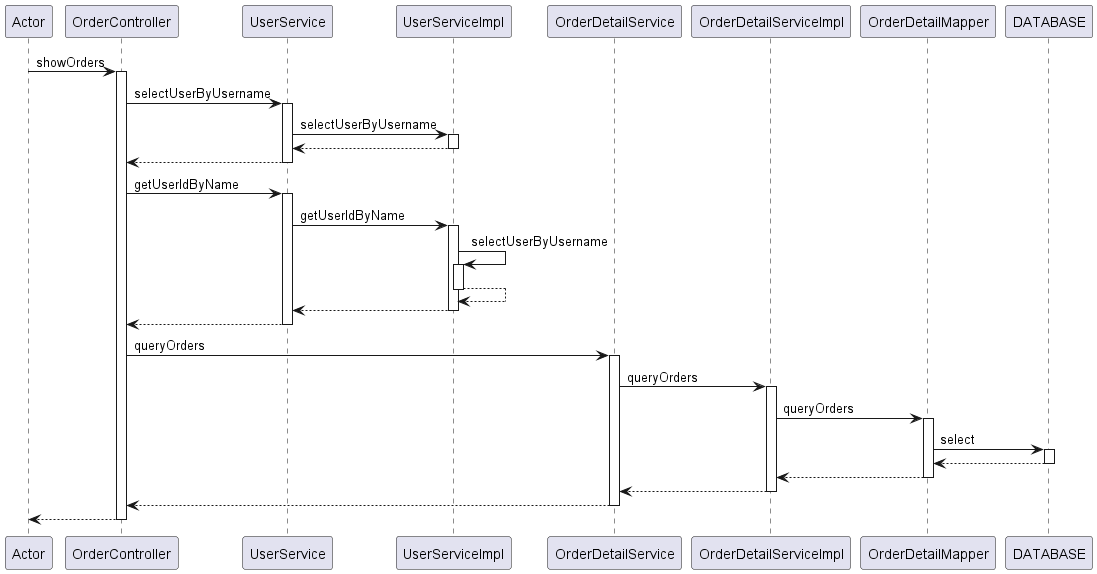 Actor OrderController UserService UserServiceImpl OrderDetailService OrderDetailServiceImpl OrderDetailMapper DATABASE
showOrders
selectUserByUsername
selectUserByUsername
getUserIdByName
getUserIdByName
selectUserByUsername
queryOrders
queryOrders
queryOrders
select
Actor OrderController UserService UserServiceImpl OrderDetailService OrderDetailServiceImpl OrderDetailMapper DATABASE